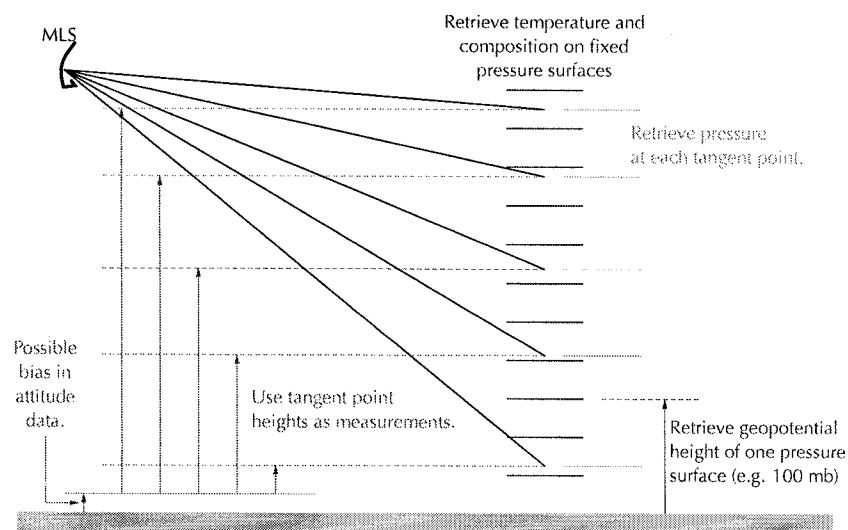 MLS
Retrieve temperature and
composition on fixed
pressure surfaces
Retrieve pressure
at each tangent point.
Possible
bias in
attitude
data.
Use tangent point
heights as measurements.
Retrieve geopotential
height of one pressure
surface (e.g. 100 mb)